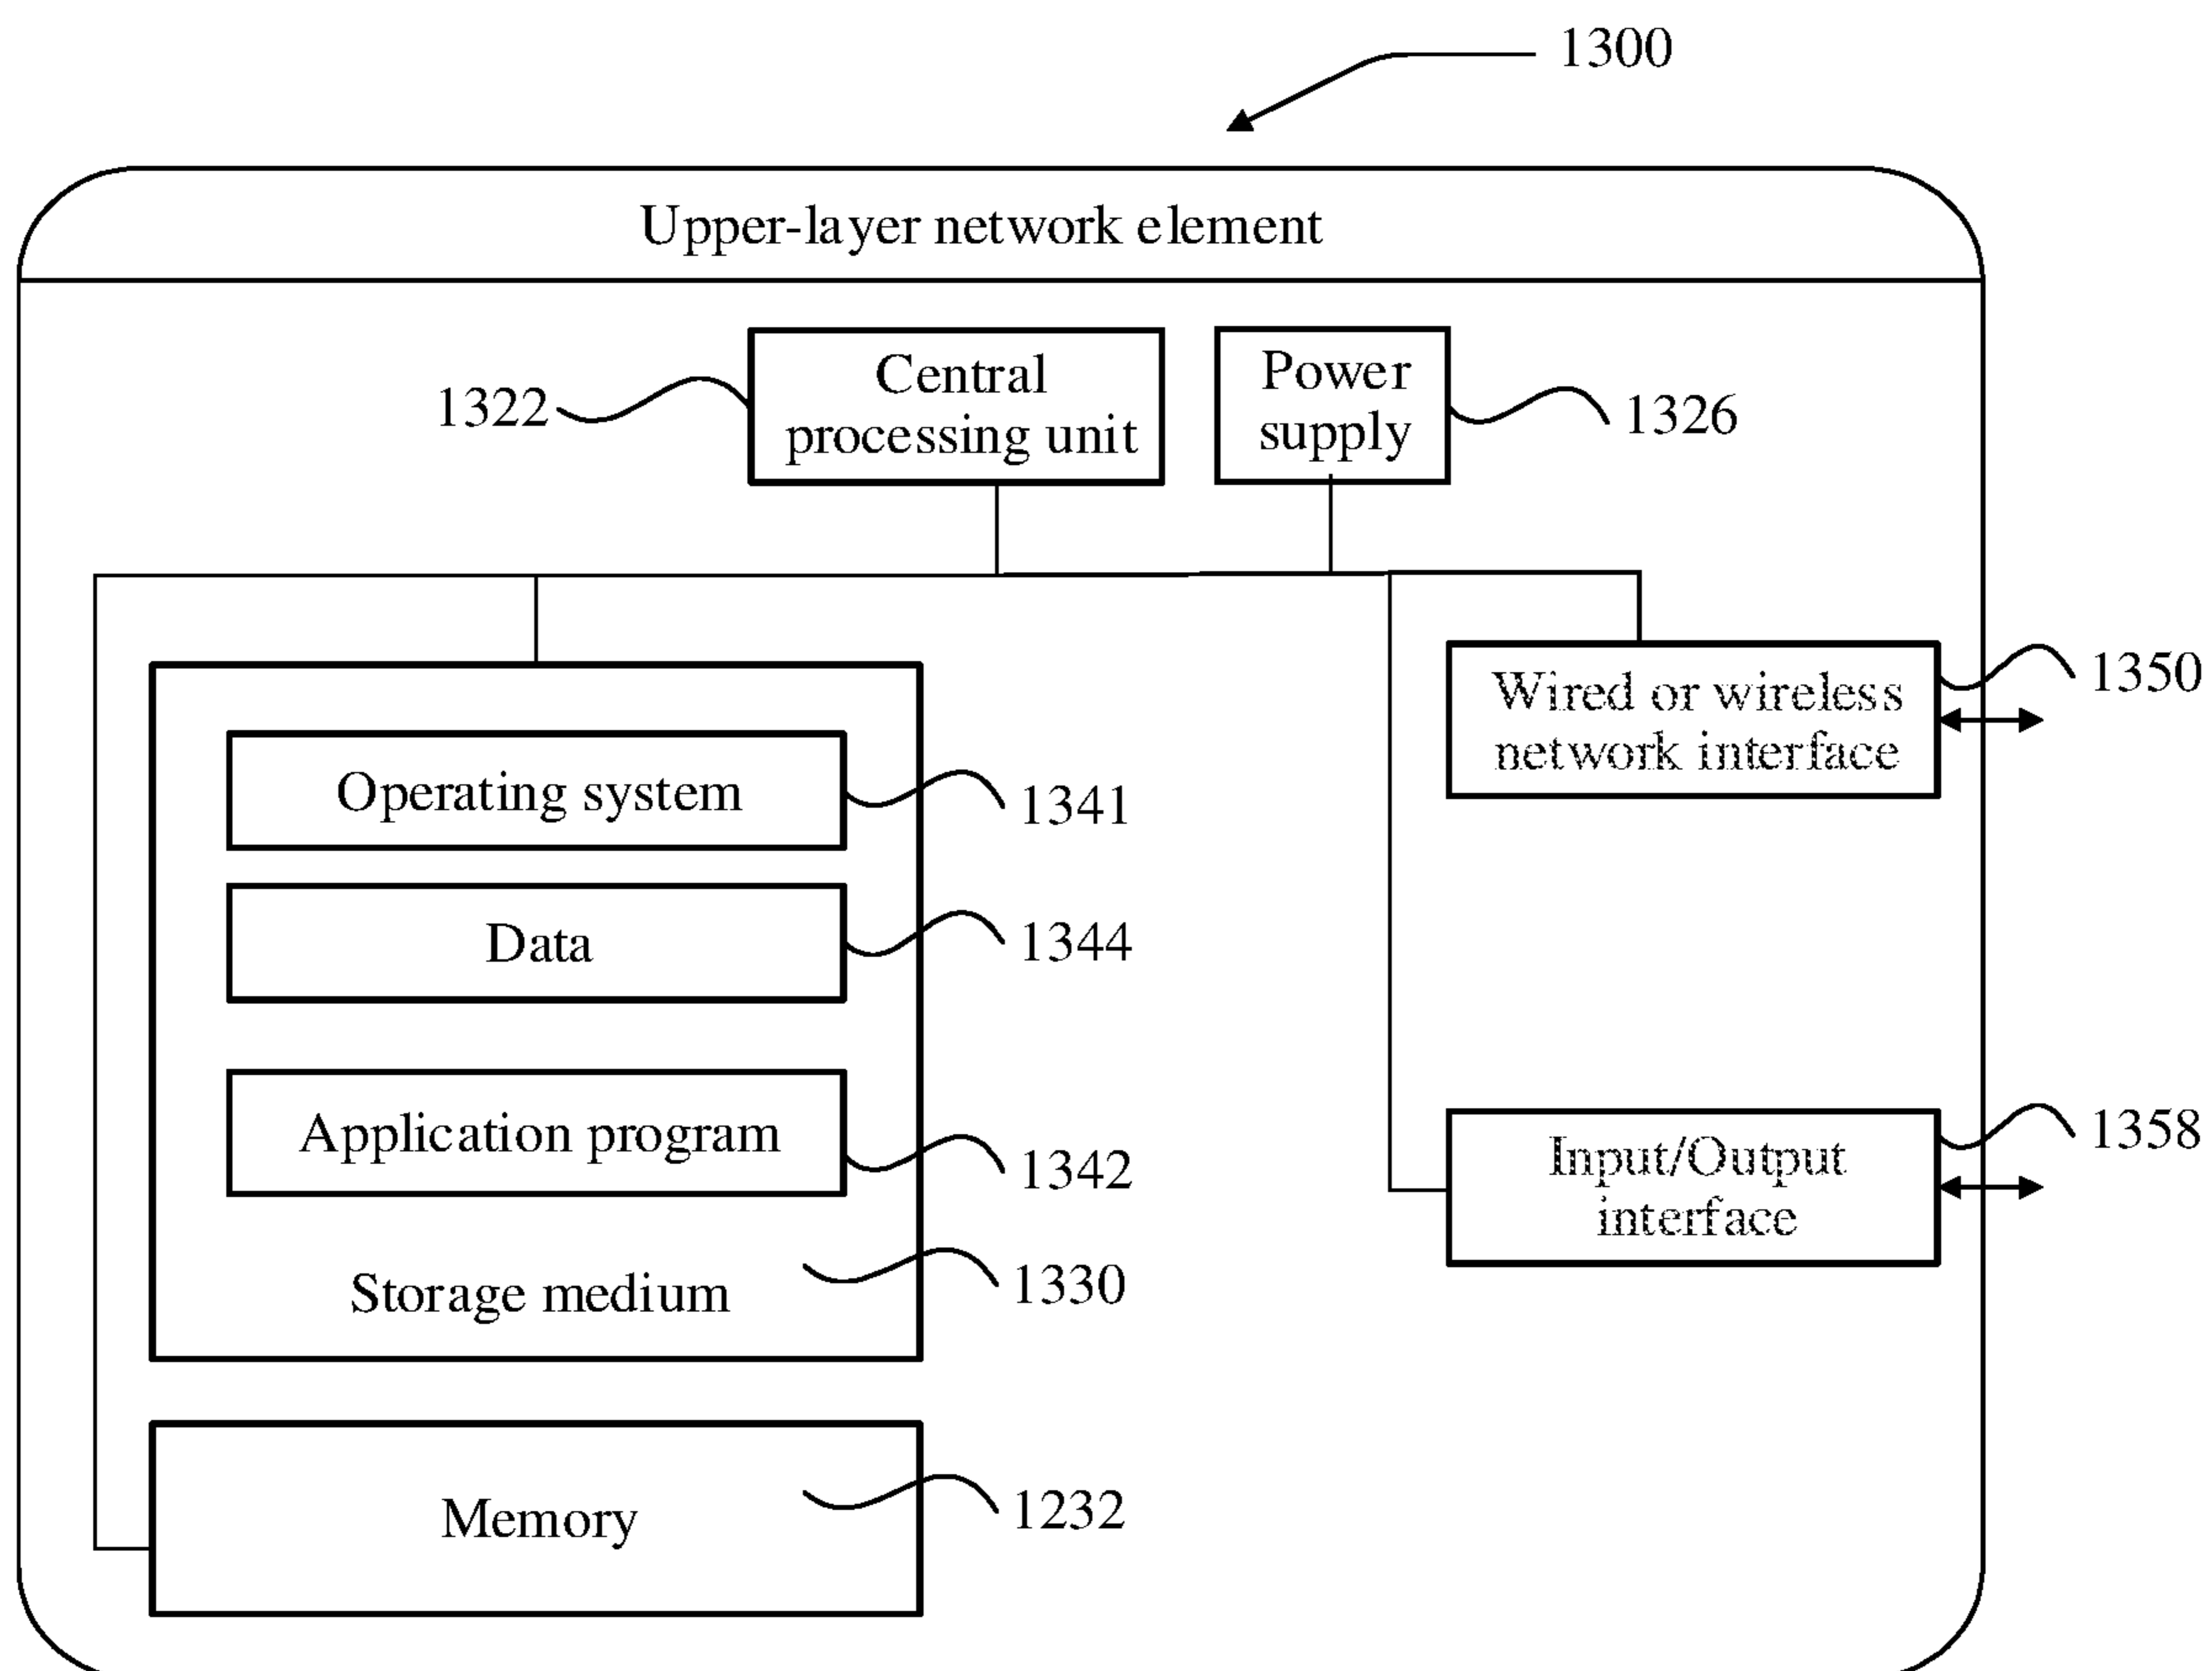 1300
Upper-layer network element
1322
Central
processing unit
Power
supply
1326
Wired or wireless
network interface
1350
Operating system
1341
Data
1344
Application program
1342
Storage medium
1330
Input/Output
interface
1358
Memory
1232